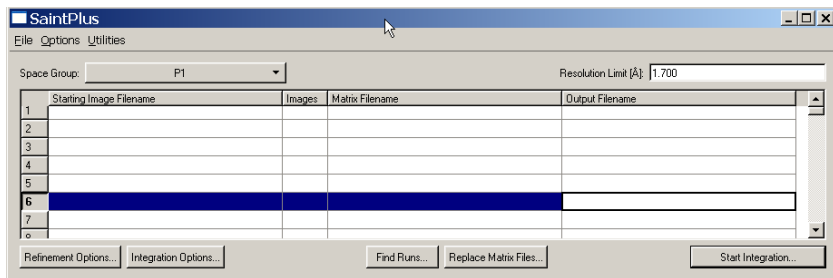 SaintPlus
File Options Utilities
Space Group: P1 Resolution Limit [Å]: 1.700
Starting Image Filename Images Matrix Filename Output Filename
1
2
3
4
5
6
7
8
Refinement Options... Integration Options... Find Runs... Replace Matrix Files... Start Integration...